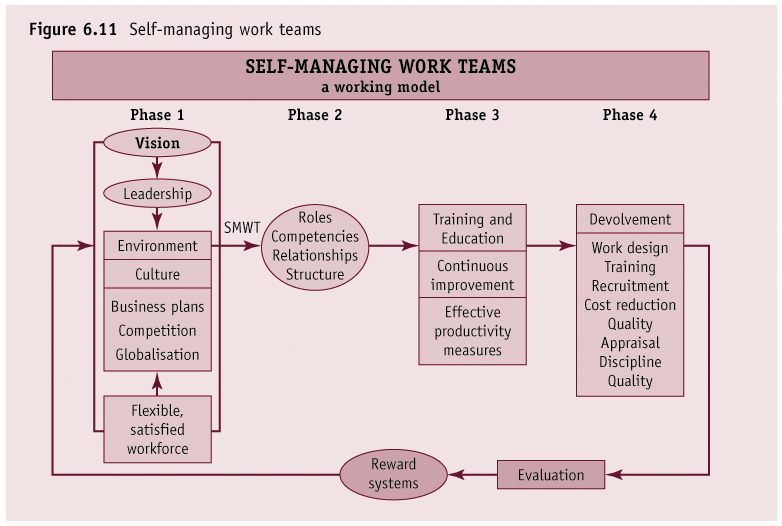 Figure 6.11 Self-managing work teams
SELF-MANAGING WORK TEAMS
a working model
Phase 1
Phase 2
Phase 3
Phase 4
Vision
Leadership
Environment
Culture
Business plans
Competition
Globalisation
Flexible,
satisfied
workforce
SMWT
Roles
Competencies
Relationships
Structure
Training and
Education
Continuous
improvement
Effective
productivity
measures
Devolvement
Work design
Training
Recruitment
Cost reduction
Quality
Appraisal
Discipline
Quality
Reward
systems
Evaluation